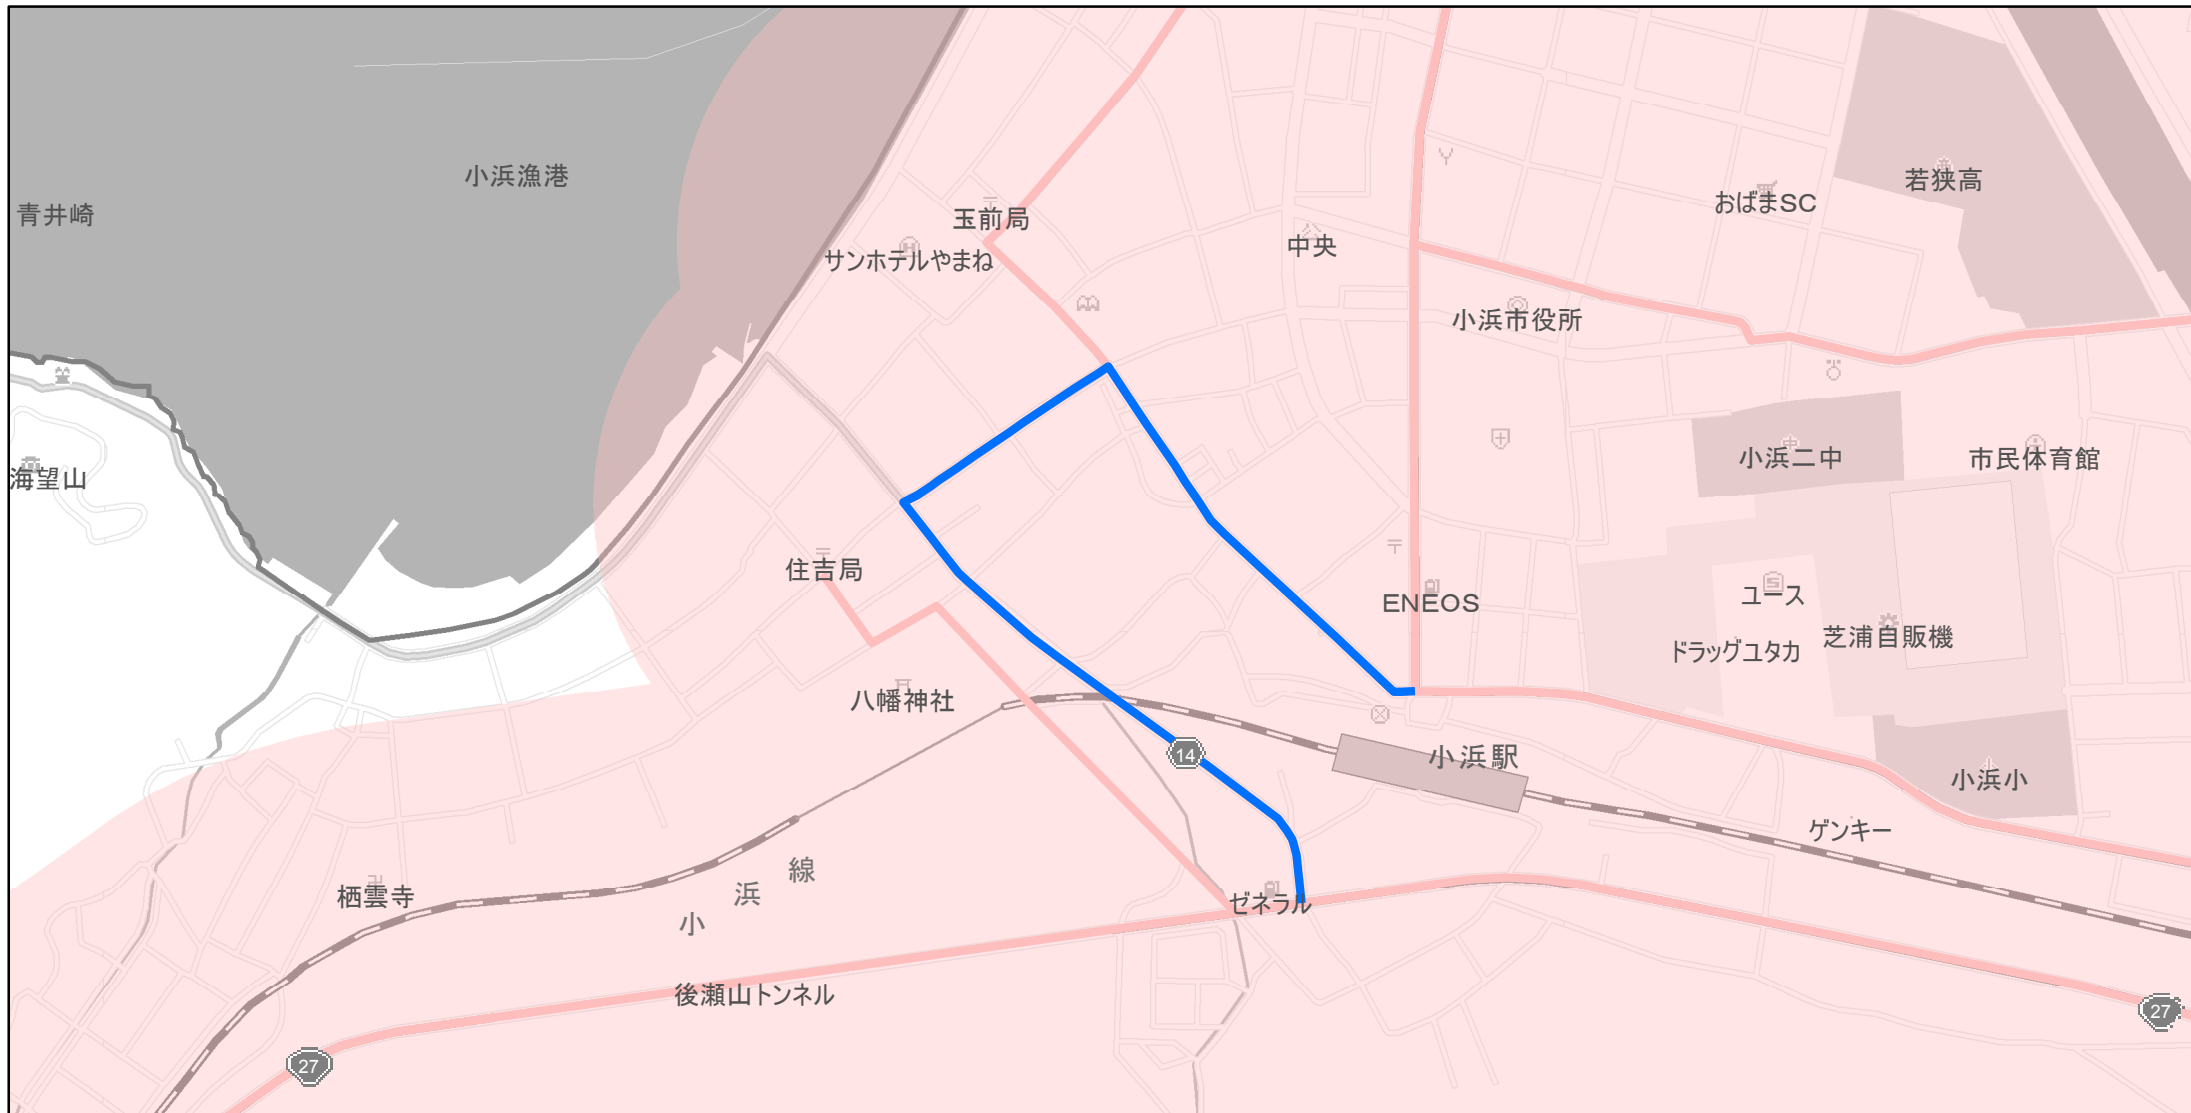 小浜漁港
青井崎
玉前局
サンホテルやまね
中央
おばまSC
若狭高
小浜市役所
海望山
小浜二中
市民体育館
住吉局
ENEOS
ユース
ドラッグユタカ
芝浦自販機
八幡神社
14
小浜駅
小浜小
ゲンキー
栖雲寺
小浜線
ゼネラル
後瀬山トンネル
27
27